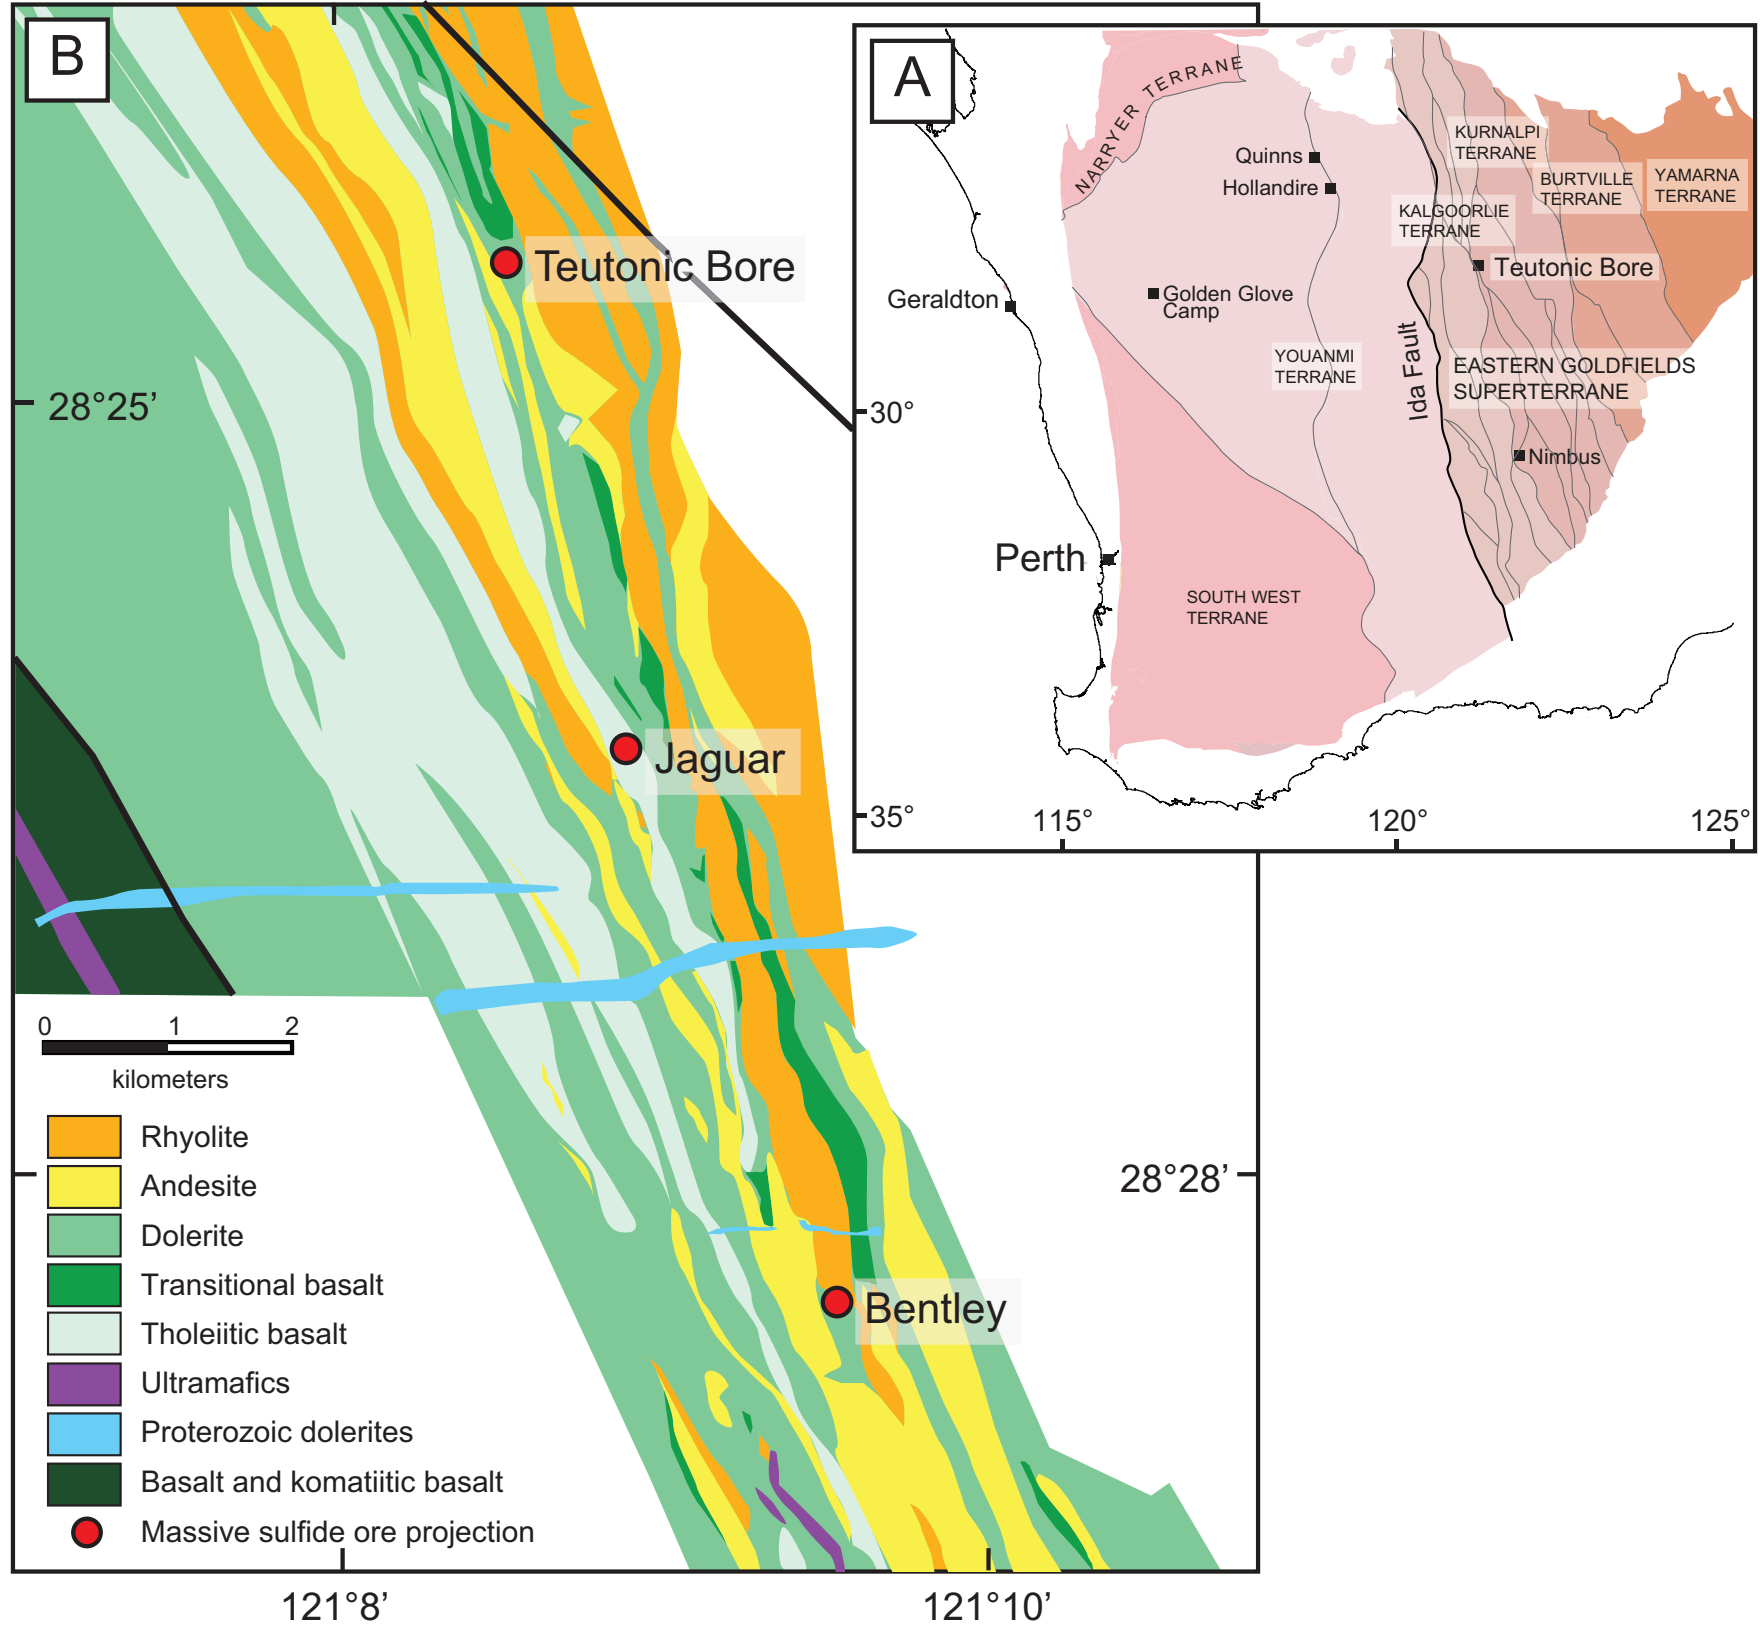 B
Teutonic Bore
28°25’
Jaguar
28°28’
Bentley
0 1 2
kilometers
Rhyolite
Andesite
Dolerite
Transitional basalt
Tholeiitic basalt
Ultramafics
Proterozoic dolerites
Basalt and komatiitic basalt
Massive sulfide ore projection
121°8’
121°10’
A
NARRYER TERRANE
Quinns
Hollandire
KURNALPI
TERRANE
BURTVILLE
TERRANE
YAMARNA
TERRANE
KALGOORLIE
TERRANE
Teutonic Bore
Geraldton
Golden Glove
Camp
YOUANMI
TERRANE
Ida Fault
EASTERN GOLDFIELDS
SUPERTERRANE
30°
Nimbus
Perth
SOUTH WEST
TERRANE
35°
115°
120°
125°